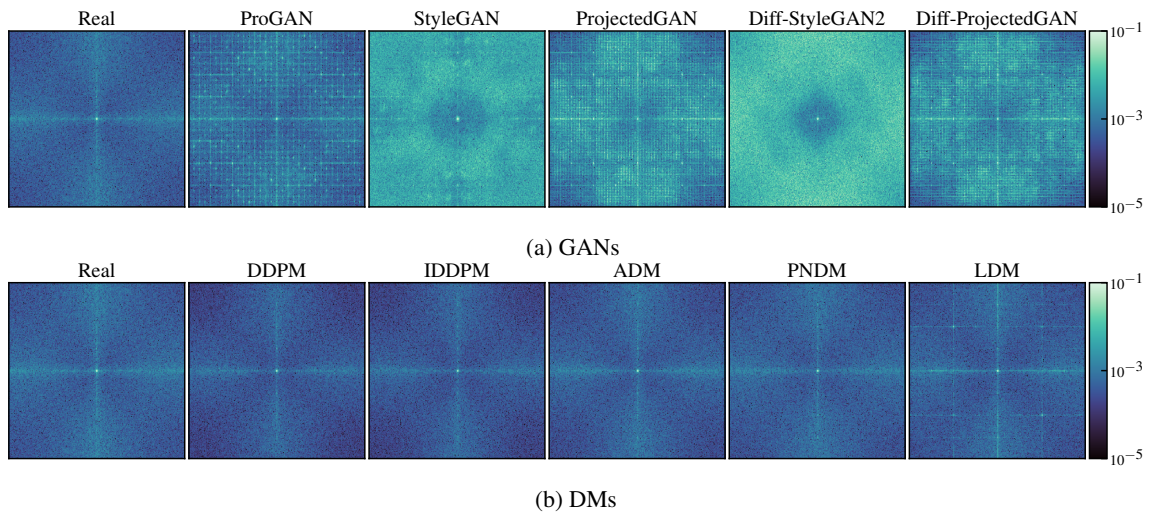 Real ProGAN StyleGAN ProjectedGAN Diff-StyleGAN2 Diff-ProjectedGAN
10⁻¹
10⁻³
10⁻⁵
(a) GANs
Real DDPM IDDPM ADM PNDM LDM
10⁻¹
10⁻³
10⁻⁵
(b) DMs